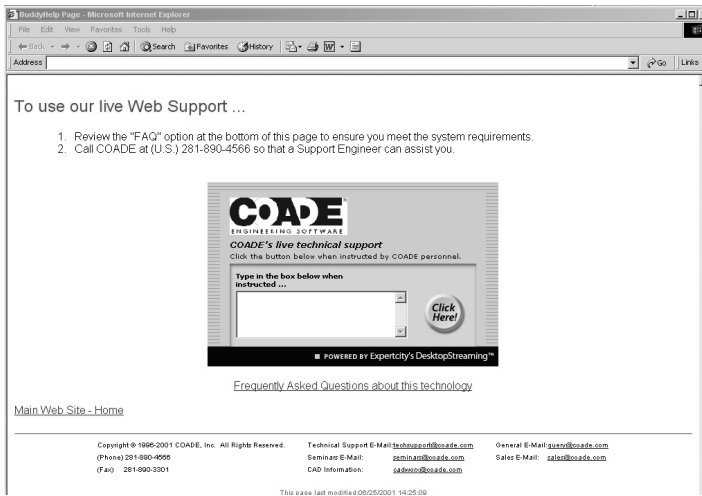 BuddyHelp Page - Microsoft Internet Explorer
File Edit View Favorites Tools Help
Back Search Favorites History
Address Go Links
To use our live Web Support ...
1. Review the "FAQ" option at the bottom of this page to ensure you meet the system requirements.
2. Call COADE at (U.S.) 281-890-4566 so that a Support Engineer can assist you.
COADE®
ENGINEERING SOFTWARE
COADE's live technical support
Click the button below when instructed by COADE personnel.
Type in the box below when
instructed ...
Click
Here!
POWERED BY Expertcity's DesktopStreaming™
Frequently Asked Questions about this technology
Main Web Site - Home
Copyright © 1996-2001 COADE, Inc. All Rights Reserved. Technical Support E-Mail:techsupport@coade.com General E-Mail:query@coade.com
(Phone) 281-890-4566 Seminars E-Mail: seminars@coade.com Sales E-Mail: sales@coade.com
(Fax) 281-890-3301 CAD Information: cadworx@coade.com
This page last modified:06/25/2001 14:25:09